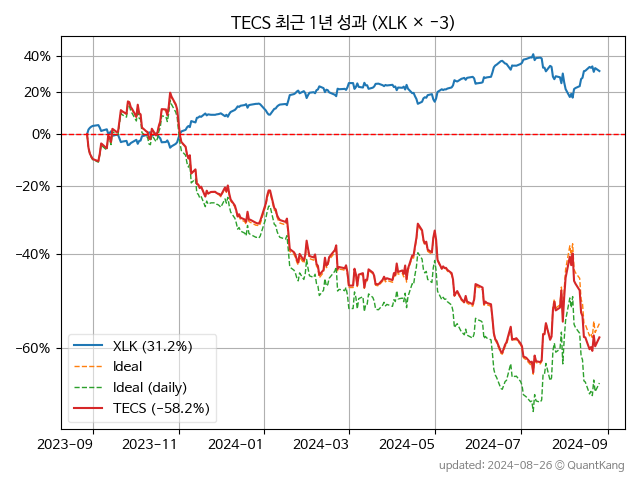 TECS 최근 1년 성과 (XLK × −3)
40%
20%
0%
−20%
−40%
−60%
XLK (31.2%)
Ideal
Ideal (daily)
TECS (−58.2%)
2023-09
2023-11
2024-01
2024-03
2024-05
2024-07
2024-09
updated: 2024-08-26 © QuantKang